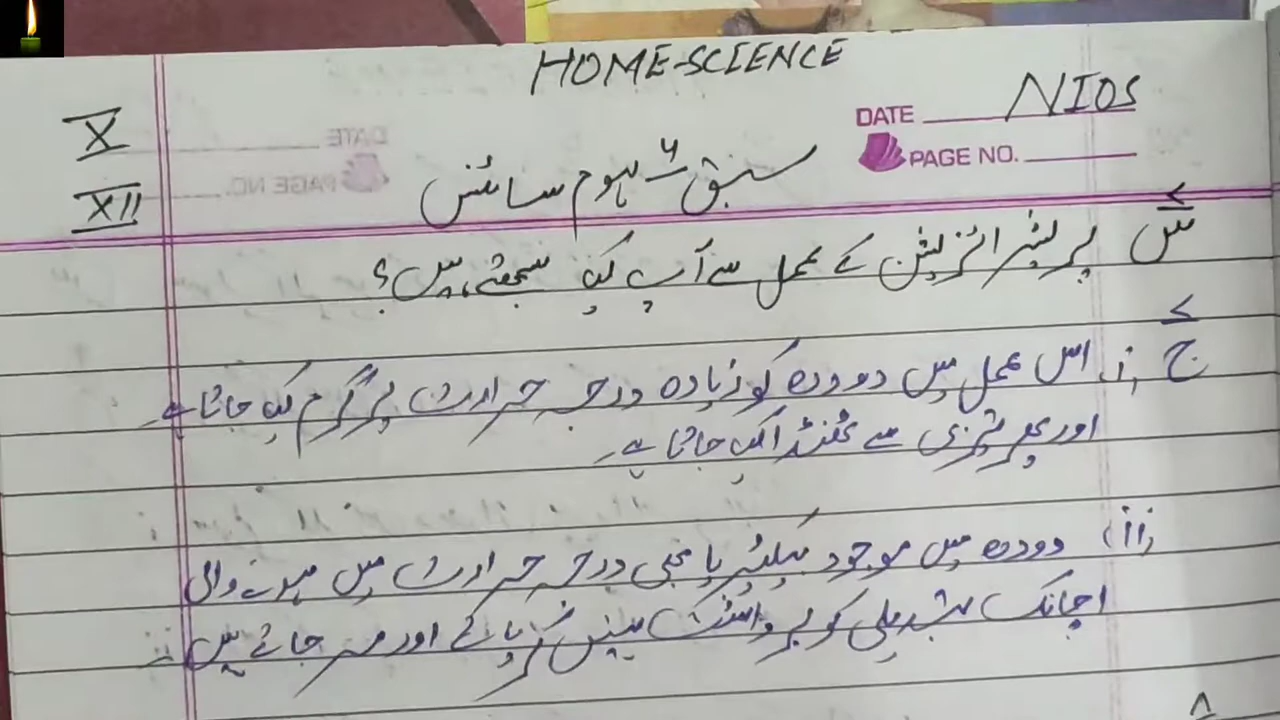 HOME-SCIENCE
X
XII
DATE NIOS
PAGE NO.
سبق ۶ ہوم سائنس
س پریشرائزیشن کے عمل سے آپ کیا سمجھتے ہیں؟
ج i, اس عمل میں دودھ کو زیادہ درجہ حرارت پر گرم کیا جاتا ہے۔
اور پھر تیزی سے ٹھنڈا کیا جاتا ہے۔
ii, دودھ میں موجود بیکٹیریا بھی درجہ حرارت میں ہونے والی
اچانک تبدیلی کو برداشت نہیں کر پاتے اور مر جاتے ہیں